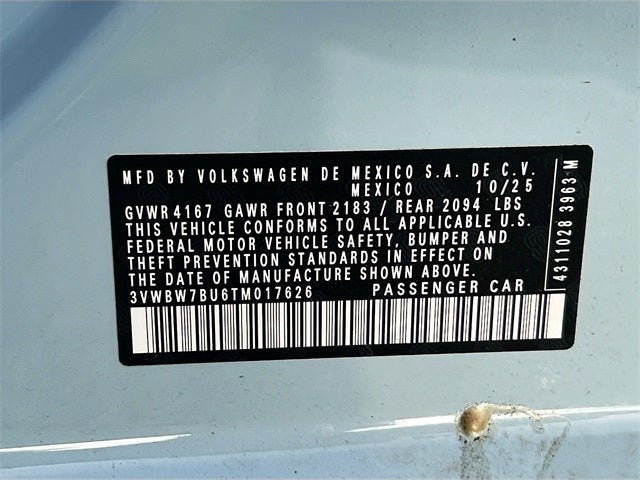 MFD BY VOLKSWAGEN DE MEXICO S.A. DE C.V.
MEXICO 10/25
GVWR 4167 GAWR FRONT 2183 / REAR 2094 LBS
THIS VEHICLE CONFORMS TO ALL APPLICABLE U.S.
FEDERAL MOTOR VEHICLE SAFETY, BUMPER AND
THEFT PREVENTION STANDARDS IN EFFECT ON
THE DATE OF MANUFACTURE SHOWN ABOVE.
3VWBW7BU6TM017626 PASSENGER CAR
43111028 3963 M